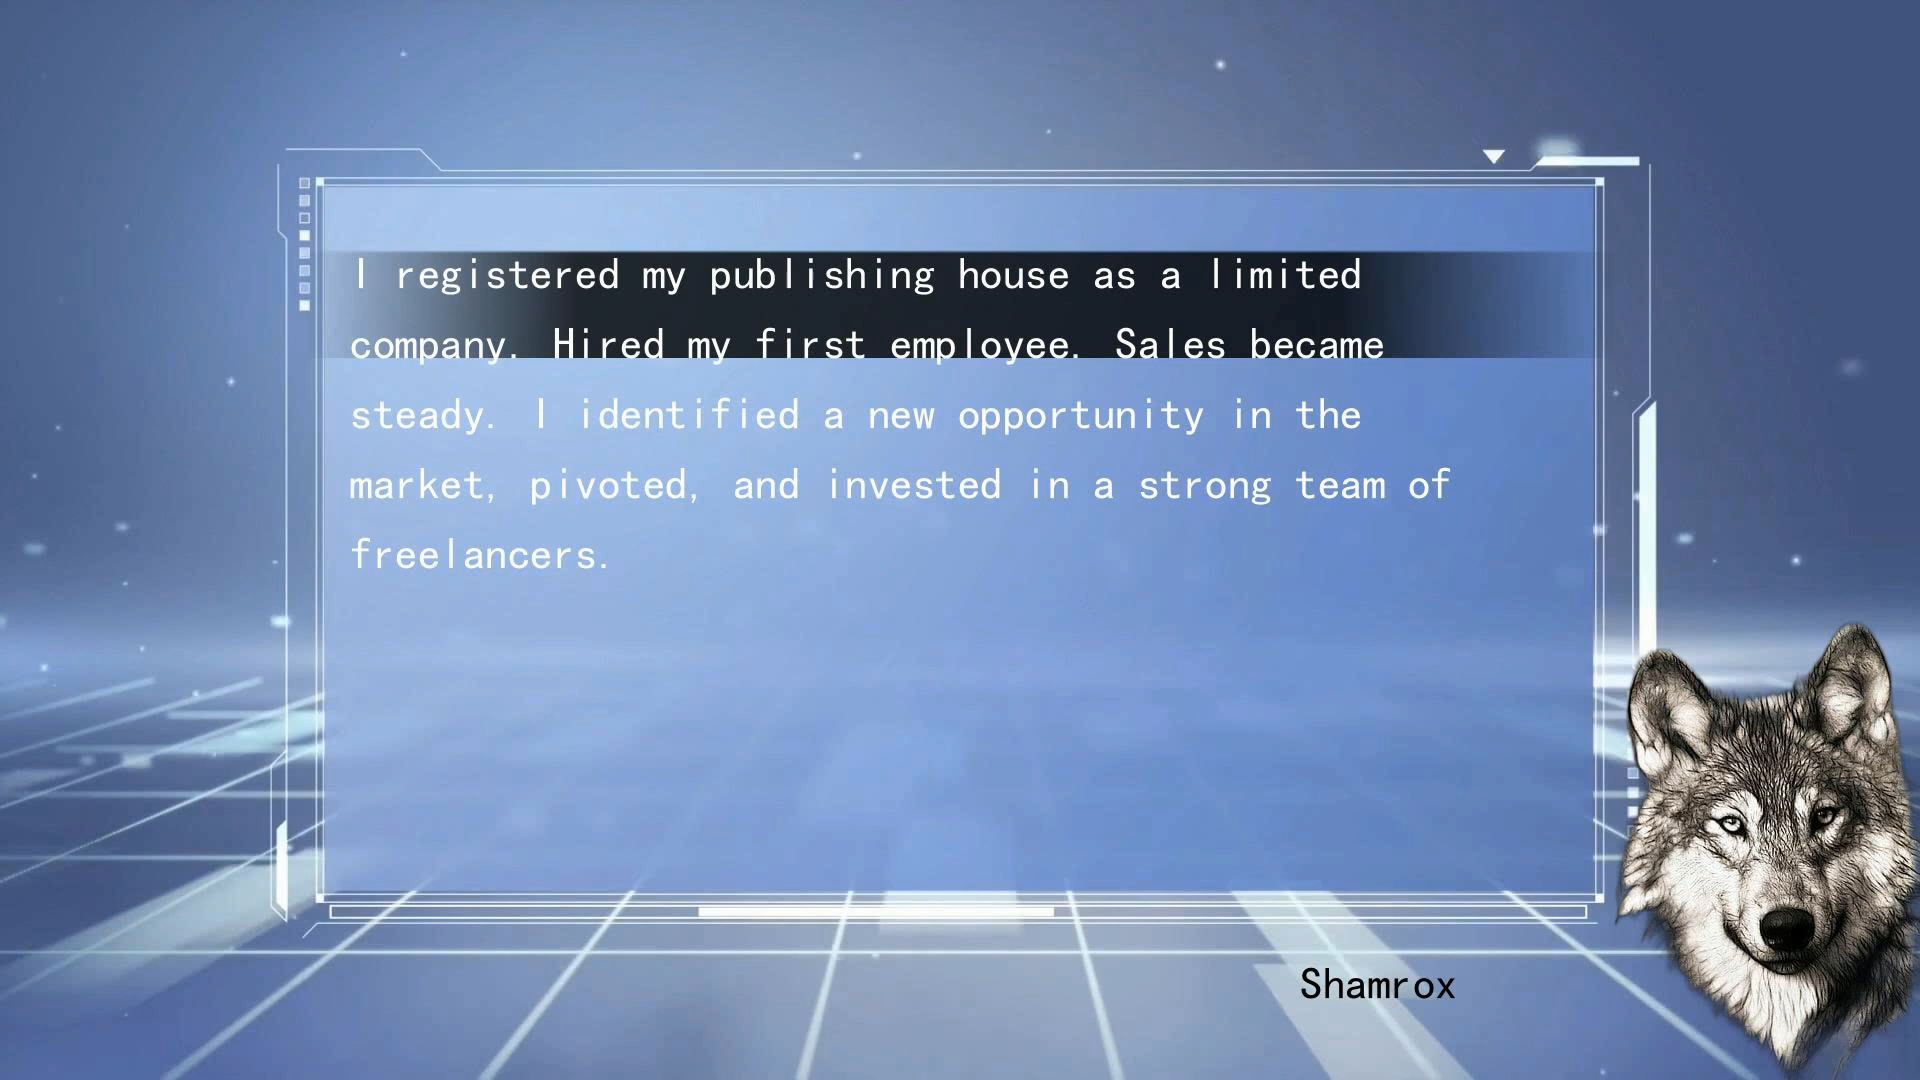 I registered my publishing house as a limited
company. Hired my first employee. Sales became
steady. I identified a new opportunity in the
market, pivoted, and invested in a strong team of
freelancers.
Shamrox